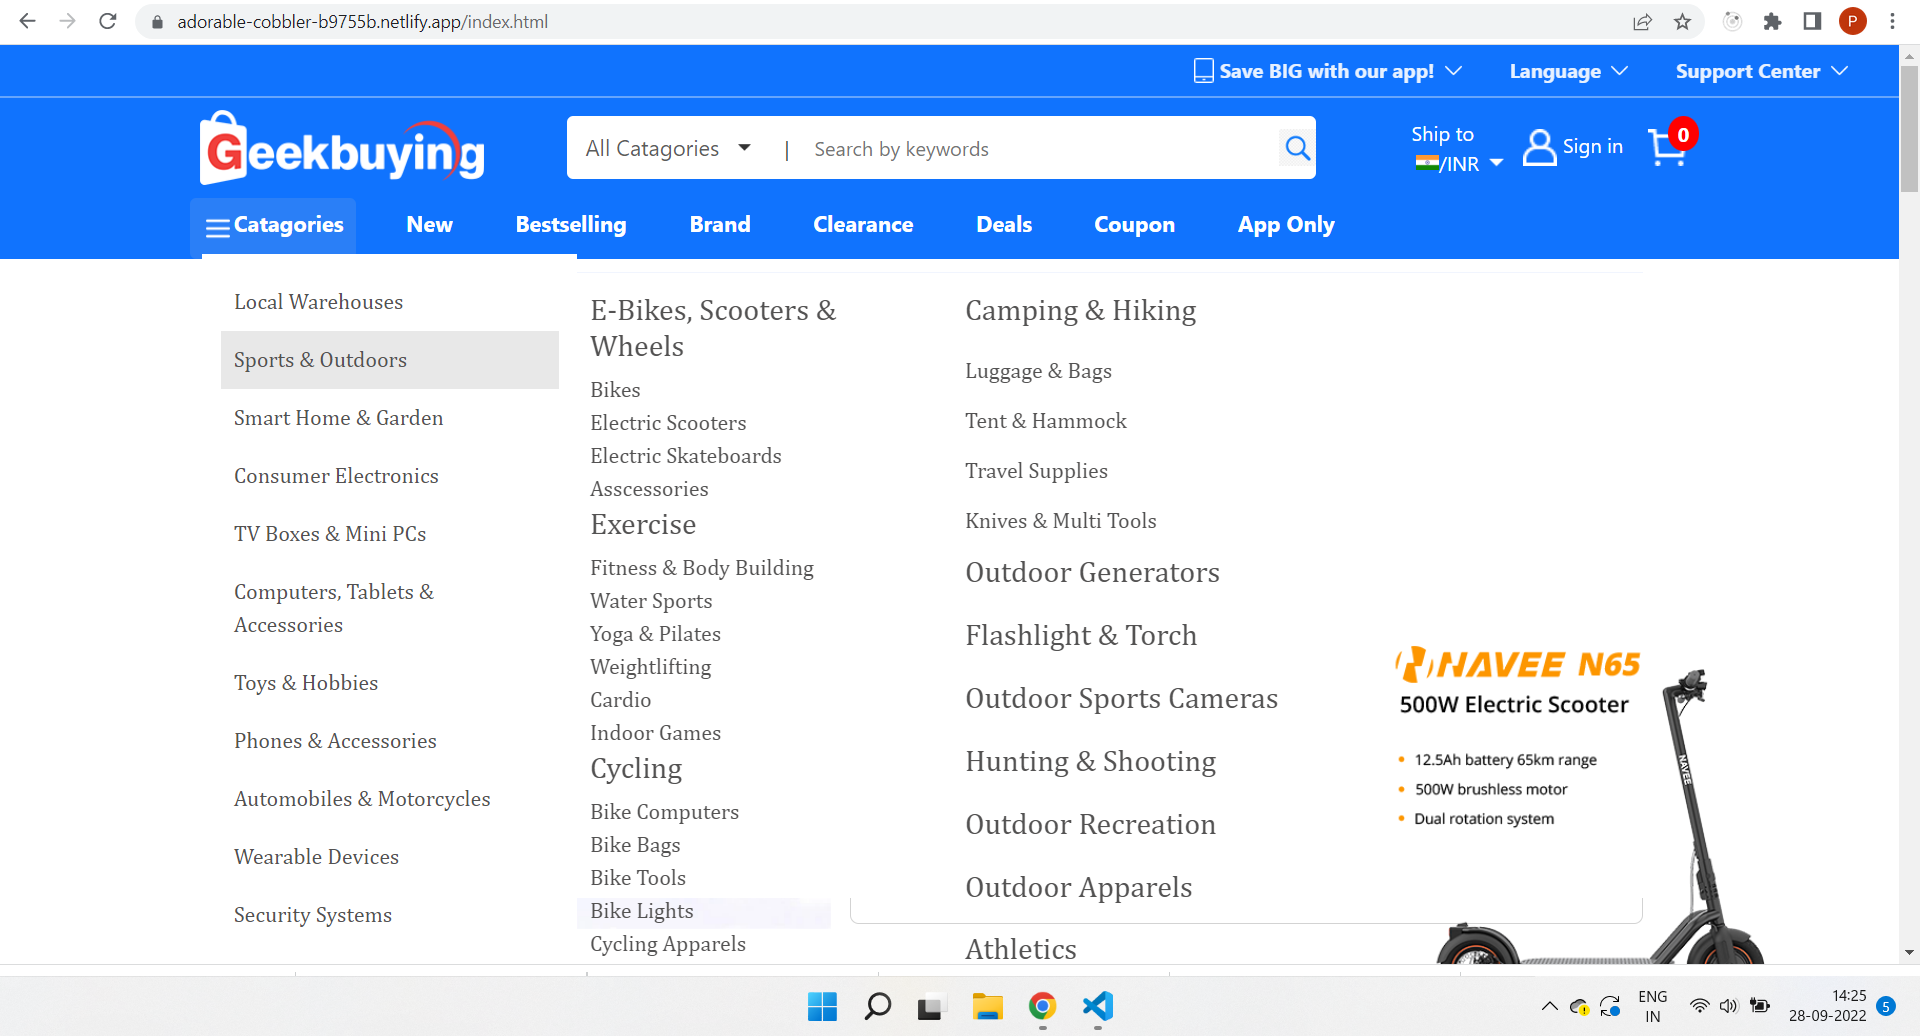 adorable-cobbler-b9755b.netlify.app/index.html
P
Save BIG with our app!
Language
Support Center
Geekbuying
All Catagories
|
Search by keywords
Ship to
/INR
Sign in
0
Catagories
New
Bestselling
Brand
Clearance
Deals
Coupon
App Only
Local Warehouses
Sports & Outdoors
Smart Home & Garden
Consumer Electronics
TV Boxes & Mini PCs
Computers, Tablets &
Accessories
Toys & Hobbies
Phones & Accessories
Automobiles & Motorcycles
Wearable Devices
Security Systems
E-Bikes, Scooters &
Wheels
Bikes
Electric Scooters
Electric Skateboards
Asscessories
Exercise
Fitness & Body Building
Water Sports
Yoga & Pilates
Weightlifting
Cardio
Indoor Games
Cycling
Bike Computers
Bike Bags
Bike Tools
Bike Lights
Cycling Apparels
Camping & Hiking
Luggage & Bags
Tent & Hammock
Travel Supplies
Knives & Multi Tools
Outdoor Generators
Flashlight & Torch
Outdoor Sports Cameras
Hunting & Shooting
Outdoor Recreation
Outdoor Apparels
Athletics
NAVEE N65
500W Electric Scooter
• 12.5Ah battery 65km range
• 500W brushless motor
• Dual rotation system
NAVEE
ENG
IN
14:25
28-09-2022
5